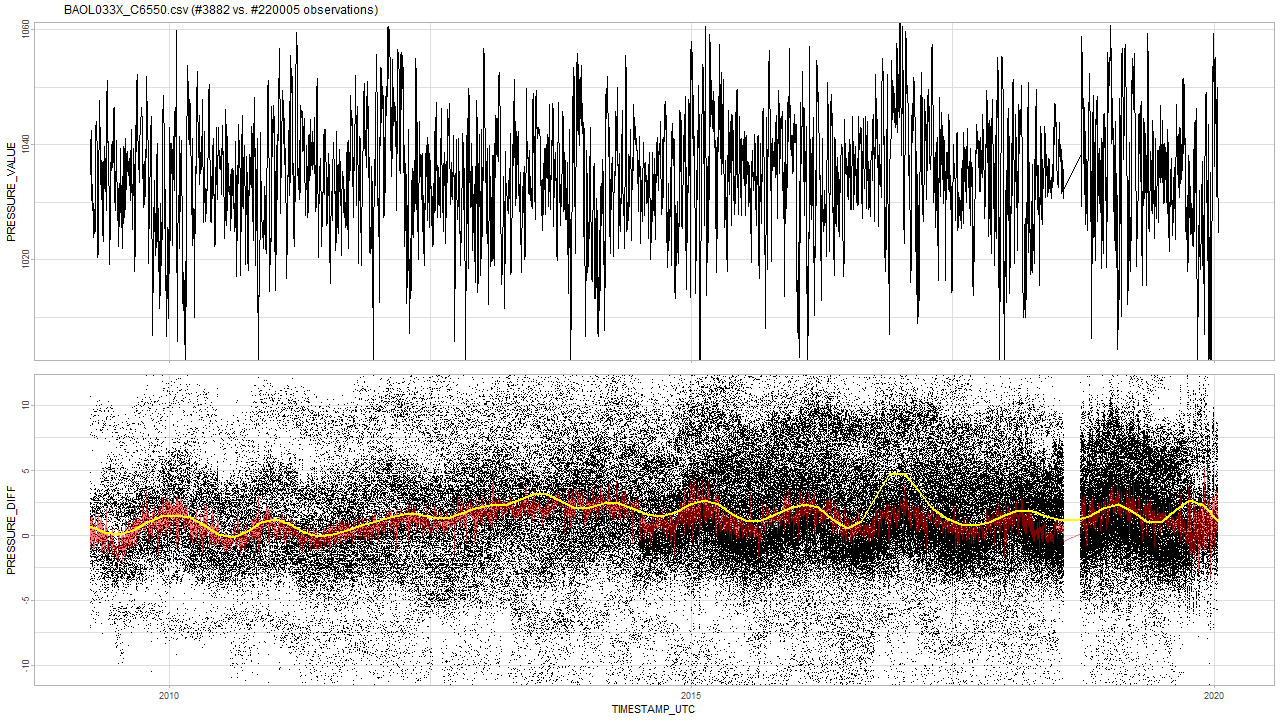 BAOL033X_C6550.csv (#3882 vs. #220005 observations)
PRESSURE_VALUE
1060
1040
1020
PRESSURE_DIFF
10
5
0
-5
-10
2010
2015
2020
TIMESTAMP_UTC